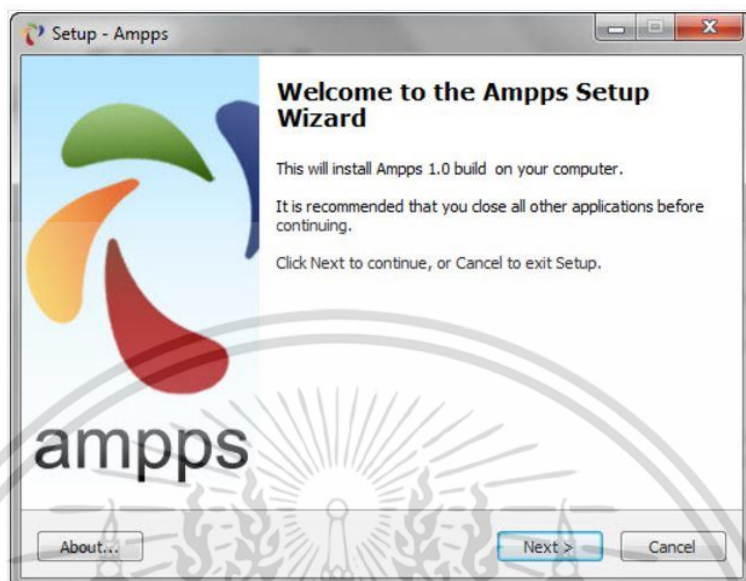 Setup - Ampps
Welcome to the Ampps Setup
Wizard
This will install Ampps 1.0 build on your computer.
It is recommended that you close all other applications before
continuing.
Click Next to continue, or Cancel to exit Setup.
ampps
About...
Next >
Cancel